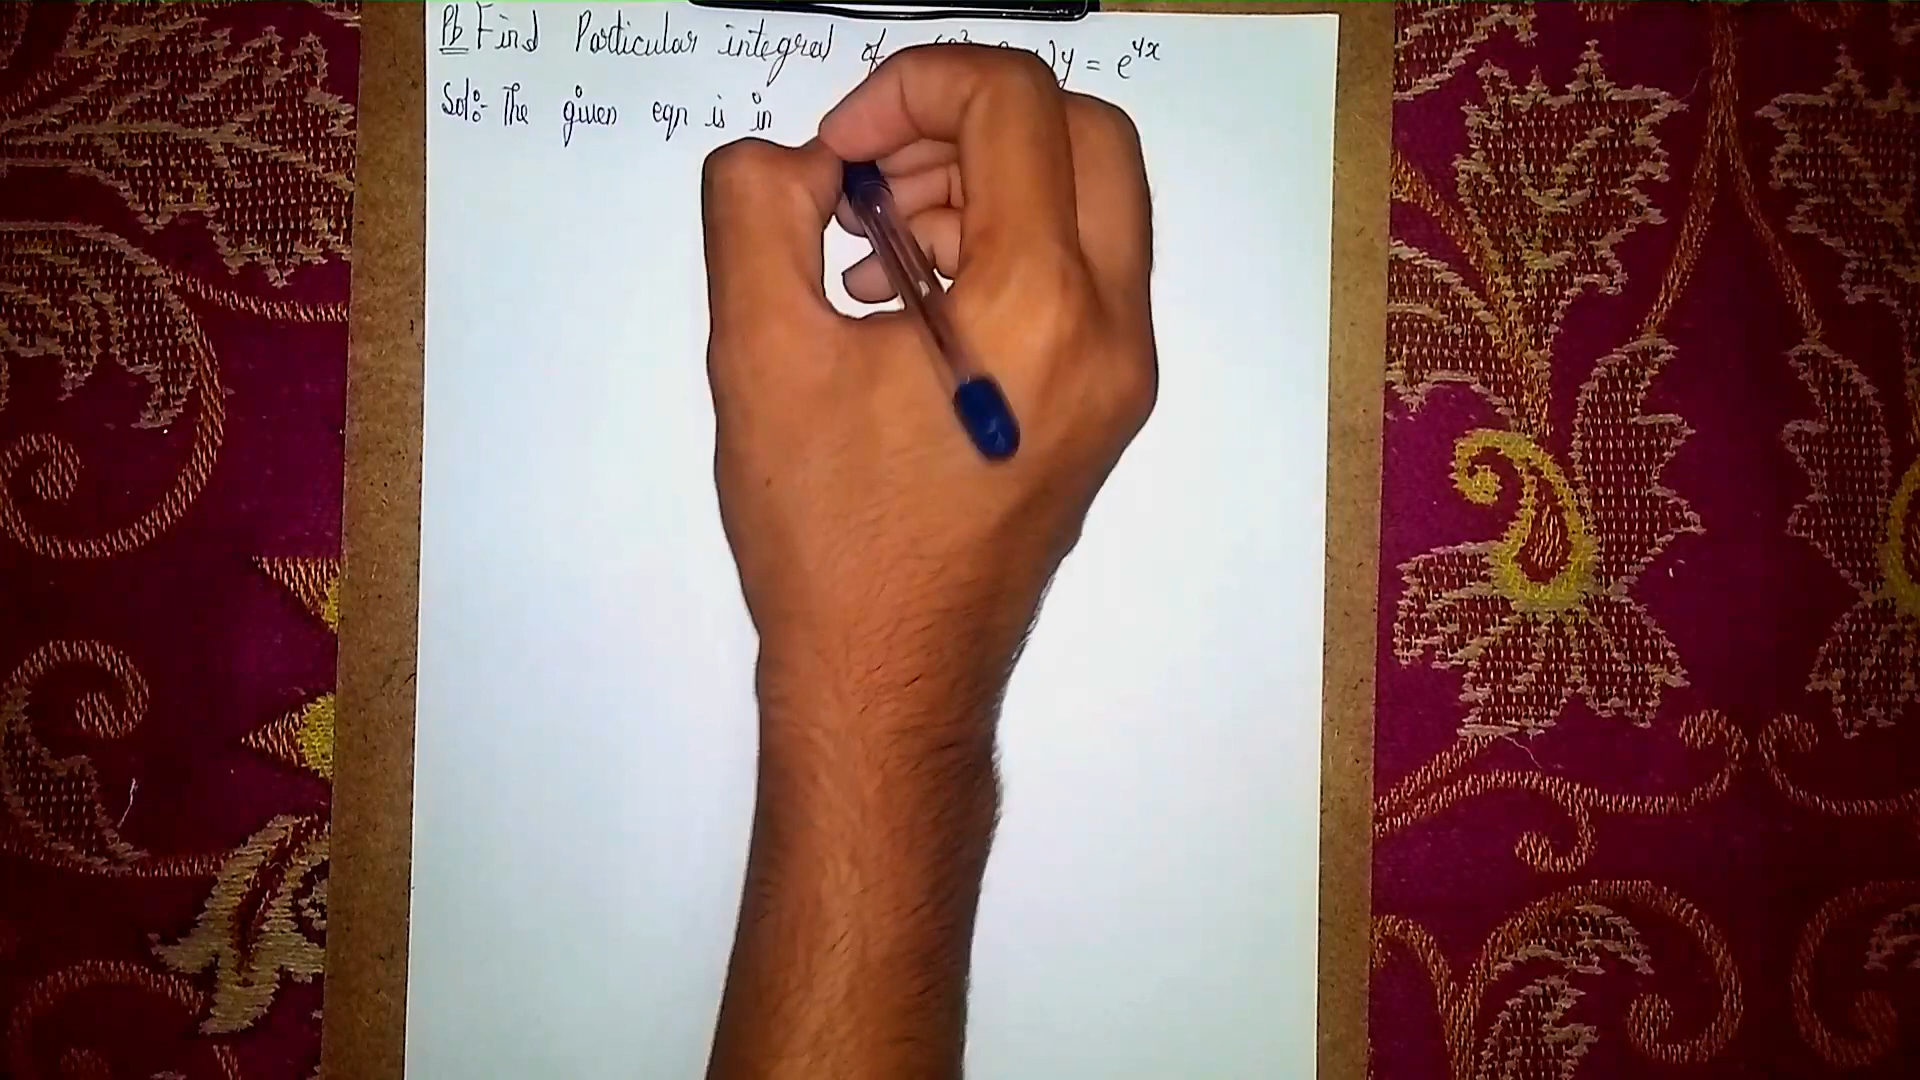 Pb Find Particular integral of )y = e^4x
Sol:- The given eqn is in